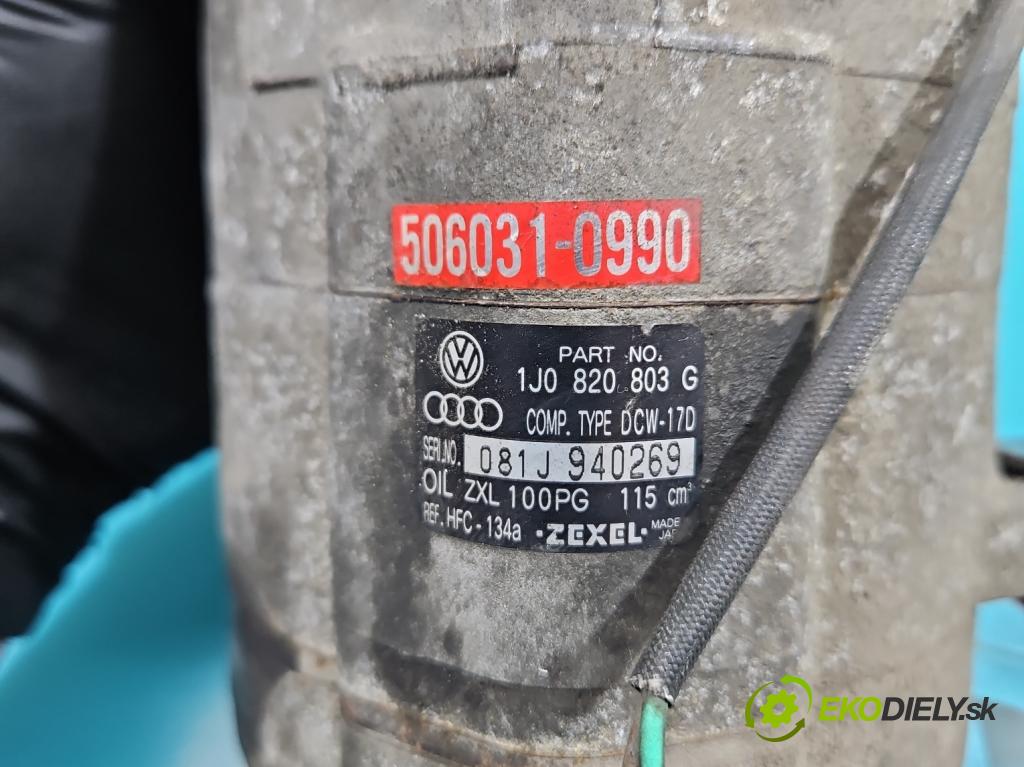 506031-0990
PART NO.
1J0 820 803 G
COMP. TYPE DCW-17D
SERI.NO. 081J 940269
OIL ZXL 100PG 115 cm³
REF. HFC-134a ·ZEXEL· MADE
EKODIELY.sk